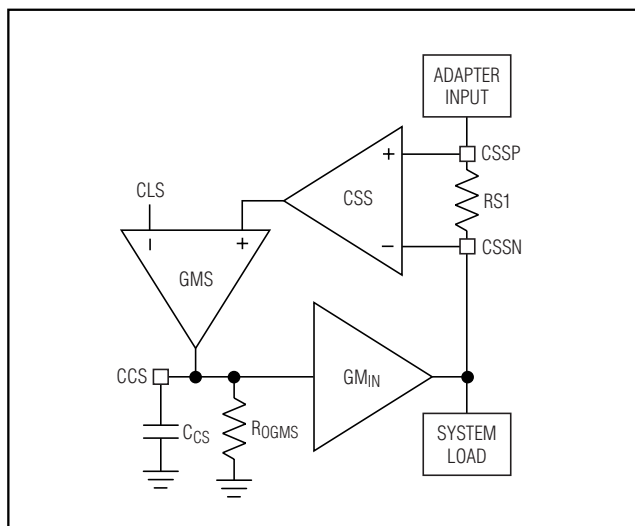 ADAPTER
INPUT
CSSP
+
CSS
RS1
CLS
−
CSSN
− +
GMS
CCS
GMIN
CCS
ROGMS
SYSTEM
LOAD